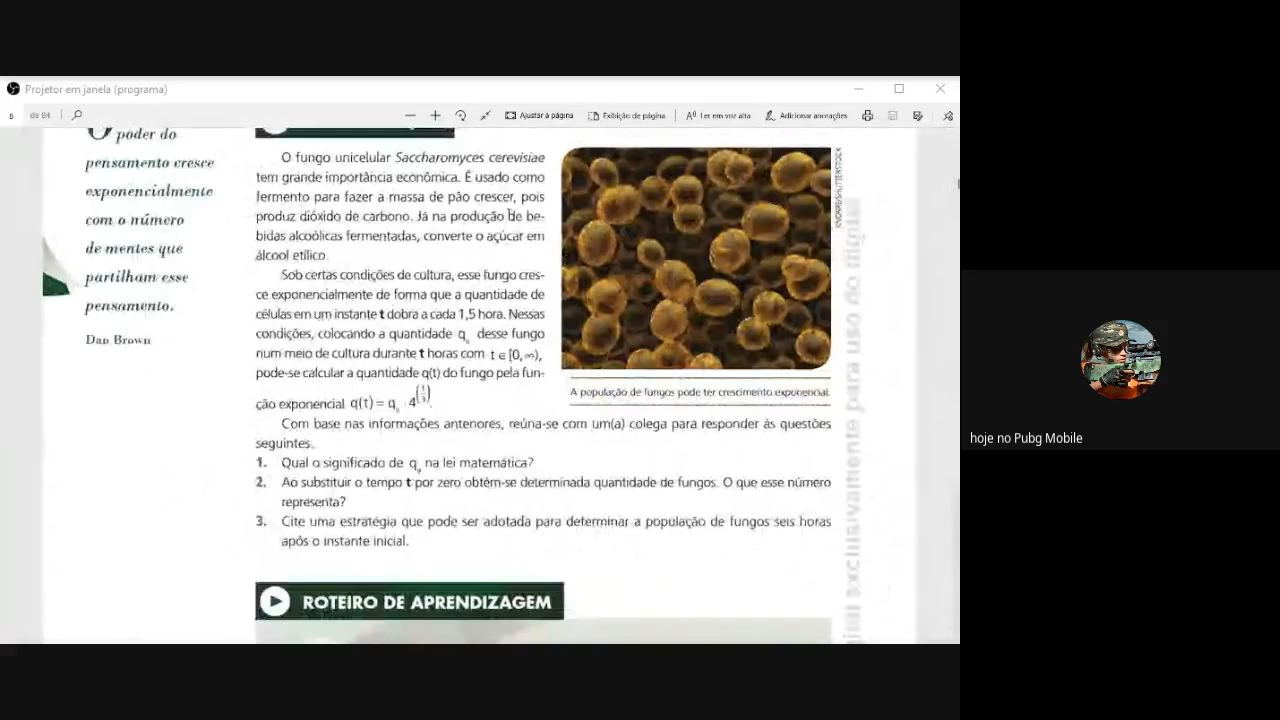 Projetor em janela (programa)
8 de 84
Ajustar à página
Exibição de página
Ler em voz alta
Adicionar anotações
O poder do
pensamento cresce
exponencialmente
com o número
de mentes que
partilham esse
pensamento.
Dan Brown
O fungo unicelular Saccharomyces cerevisiae
tem grande importância econômica. É usado como
fermento para fazer a massa de pão crescer, pois
produz dióxido de carbono. Já na produção de be-
bidas alcoólicas fermentadas, converte o açúcar em
álcool etílico.
Sob certas condições de cultura, esse fungo cres-
ce exponencialmente de forma que a quantidade de
células em um instante t dobra a cada 1,5 hora. Nessas
condições, colocando a quantidade q₀ desse fungo
num meio de cultura durante t horas com t ∈ [0, ∞),
pode-se calcular a quantidade q(t) do fungo pela fun-
ção exponencial q(t) = q₀ . 4^(t/3).
KNORRE/SHUTTERSTOCK
A população de fungos pode ter crescimento exponencial.
Com base nas informações anteriores, reúna-se com um(a) colega para responder às questões
seguintes.
1. Qual o significado de q₀ na lei matemática?
2. Ao substituir o tempo t por zero obtém-se determinada quantidade de fungos. O que esse número
representa?
3. Cite uma estratégia que pode ser adotada para determinar a população de fungos seis horas
após o instante inicial.
ROTEIRO DE APRENDIZAGEM
exclusivamente para uso do
hoje no Pubg Mobile